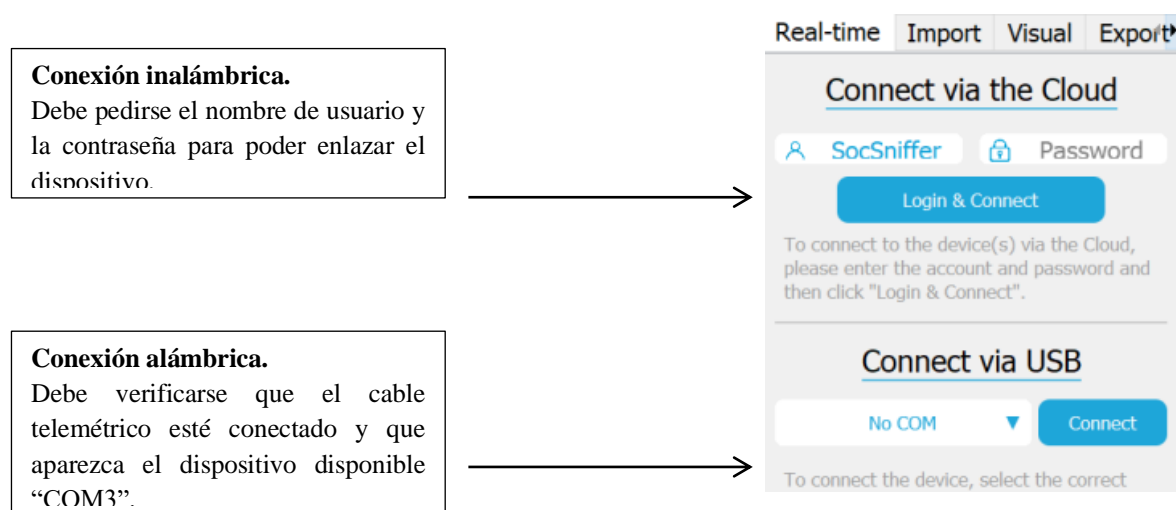 Conexión inalámbrica.
Debe pedirse el nombre de usuario y
la contraseña para poder enlazar el
dispositivo.
Conexión alámbrica.
Debe verificarse que el cable
telemétrico esté conectado y que
aparezca el dispositivo disponible
“COM3”.
Real-time Import Visual Export
Connect via the Cloud
SocSniffer Password
Login & Connect
To connect to the device(s) via the Cloud,
please enter the account and password and
then click "Login & Connect".
Connect via USB
No COM Connect
To connect the device, select the correct